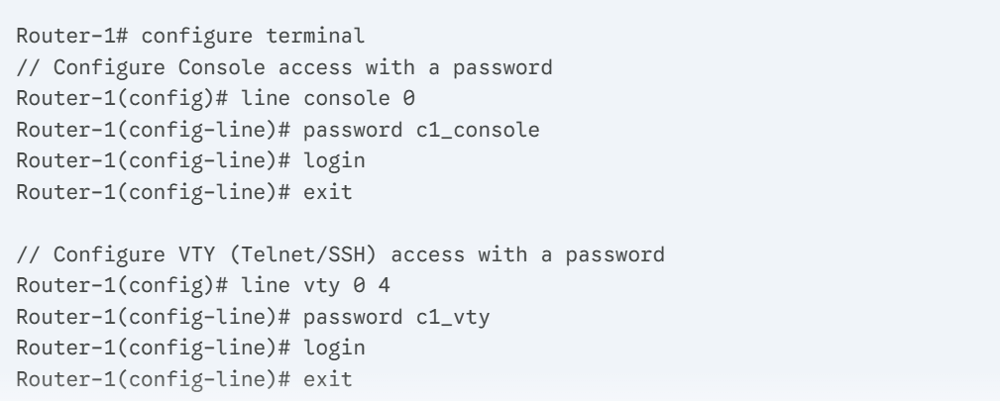 Router-1# configure terminal
// Configure Console access with a password
Router-1(config)# line console 0
Router-1(config-line)# password c1_console
Router-1(config-line)# login
Router-1(config-line)# exit
// Configure VTY (Telnet/SSH) access with a password
Router-1(config)# line vty 0 4
Router-1(config-line)# password c1_vty
Router-1(config-line)# login
Router-1(config-line)# exit